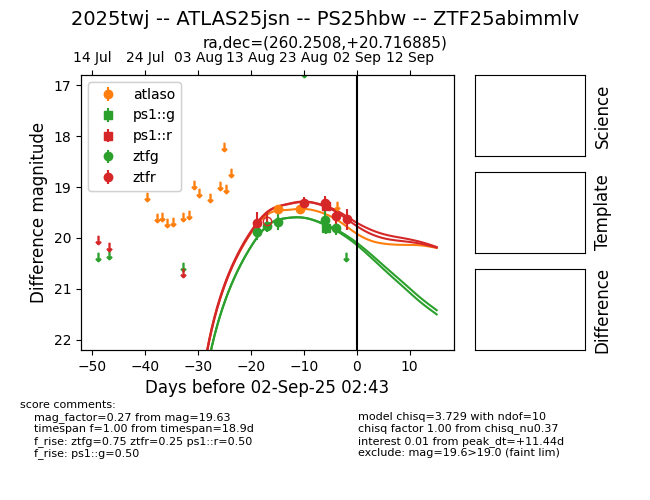 2025twj -- ATLAS25jsn -- PS25hbw -- ZTF25abimmlv
ra,dec=(260.2508,+20.716885)
14 Jul 24 Jul 03 Aug 13 Aug 23 Aug 02 Sep 12 Sep
17
18
19
20
21
22
Difference magnitude
atlaso
ps1::g
ps1::r
ztfg
ztfr
−50 −40 −30 −20 −10 0 10
Days before 02-Sep-25 02:43
Science
Template
Difference
score comments:
mag_factor=0.27 from mag=19.63
timespan f=1.00 from timespan=18.9d
f_rise: ztfg=0.75 ztfr=0.25 ps1::r=0.50
f_rise: ps1::g=0.50
model chisq=3.729 with ndof=10
chisq factor 1.00 from chisq_nu0.37
interest 0.01 from peak_dt=+11.44d
exclude: mag=19.6>19.0 (faint lim)